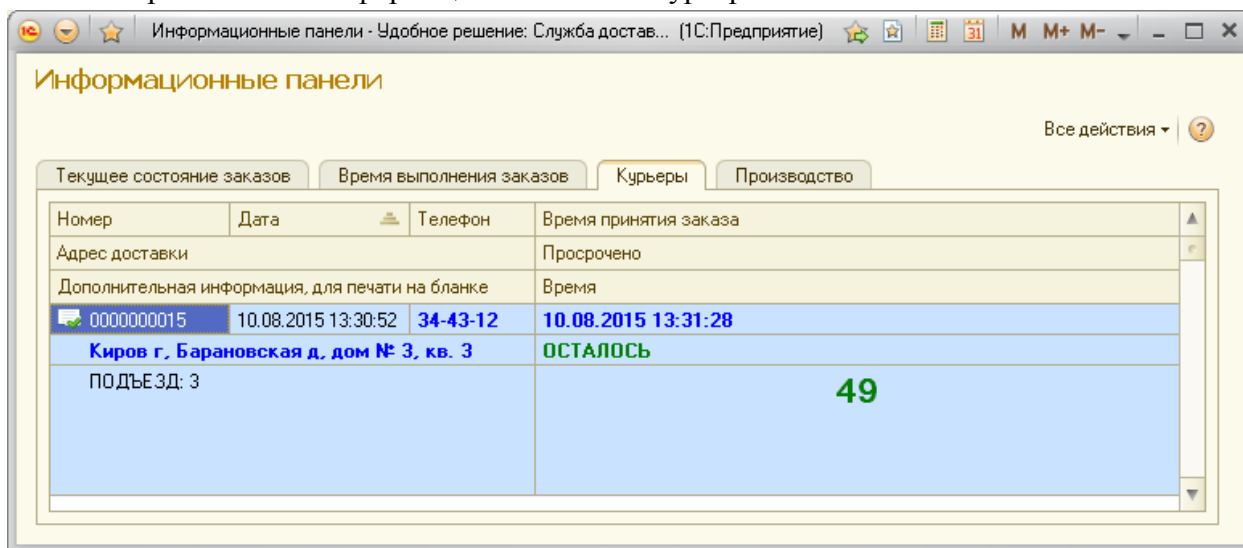 Информационные панели - Удобное решение: Служба достав... (1С:Предприятие) 31 M M+ M-
Информационные панели
Все действия ?
Текущее состояние заказов Время выполнения заказов Курьеры Производство
Номер Дата Телефон Время принятия заказа
Адрес доставки Просрочено
Дополнительная информация, для печати на бланке Время
0000000015 10.08.2015 13:30:52 34-43-12 10.08.2015 13:31:28
Киров г, Барановская д, дом № 3, кв. 3 ОСТАЛОСЬ
ПОДЪЕЗД: 3 49